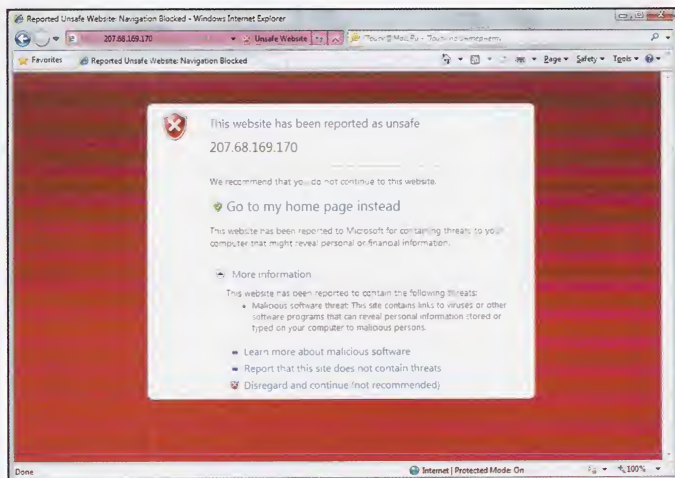 Reported Unsafe Website: Navigation Blocked - Windows Internet Explorer
207.68.169.170 Unsafe Website
Favorites Reported Unsafe Website: Navigation Blocked Page Safety Tools
This website has been reported as unsafe
207.68.169.170
We recommend that you do not continue to this website.
Go to my home page instead
This website has been reported to Microsoft for containing threats to your
computer that might reveal personal or financial information.
More information
This website has been reported to contain the following threats:
• Malicious software threat: This site contains links to viruses or other
software programs that can reveal personal information stored or
typed on your computer to malicious persons.
Learn more about malicious software
Report that this site does not contain threats
Disregard and continue (not recommended)
Done Internet | Protected Mode: On 100%